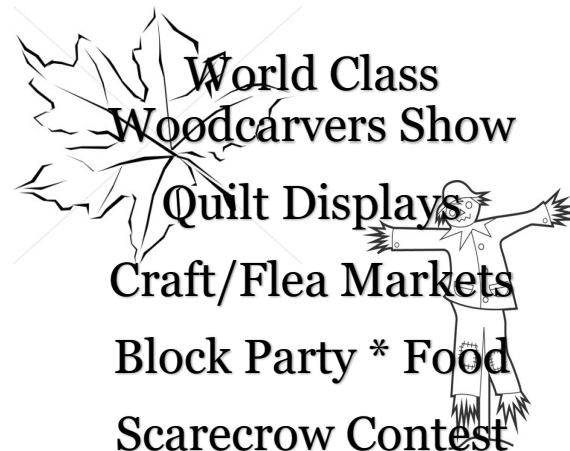 World Class
Woodcarvers Show
Quilt Displays
Craft/Flea Markets
Block Party * Food
Scarecrow Contest